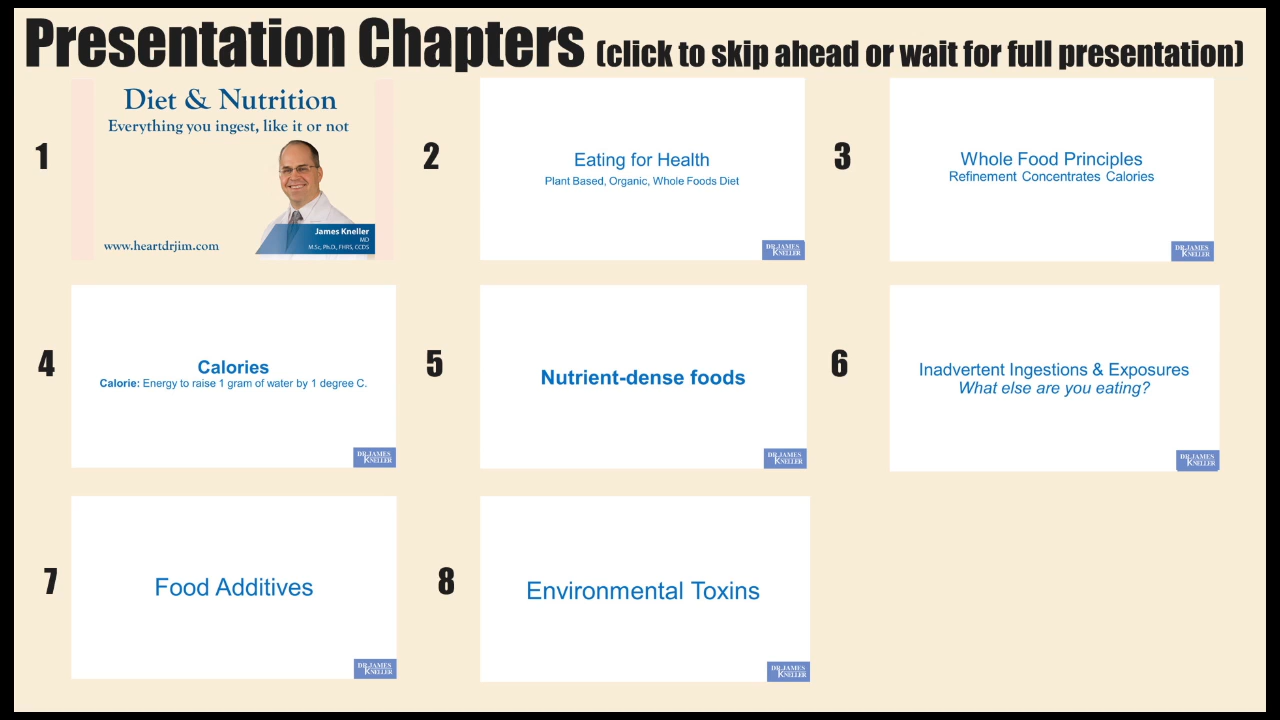 Presentation Chapters (click to skip ahead or wait for full presentation)
1
Diet & Nutrition
Everything you ingest, like it or not
James Kneller
MD
M.Sc, Ph.D., FHRS, CCDS
www.heartdrjim.com
2
Eating for Health
Plant Based, Organic, Whole Foods Diet
DR.JAMES
KNELLER
3
Whole Food Principles
Refinement Concentrates Calories
DR.JAMES
KNELLER
4
Calories
Calorie: Energy to raise 1 gram of water by 1 degree C.
DR.JAMES
KNELLER
5
Nutrient-dense foods
DR.JAMES
KNELLER
6
Inadvertent Ingestions & Exposures
What else are you eating?
DR.JAMES
KNELLER
7
Food Additives
DR.JAMES
KNELLER
8
Environmental Toxins
DR.JAMES
KNELLER